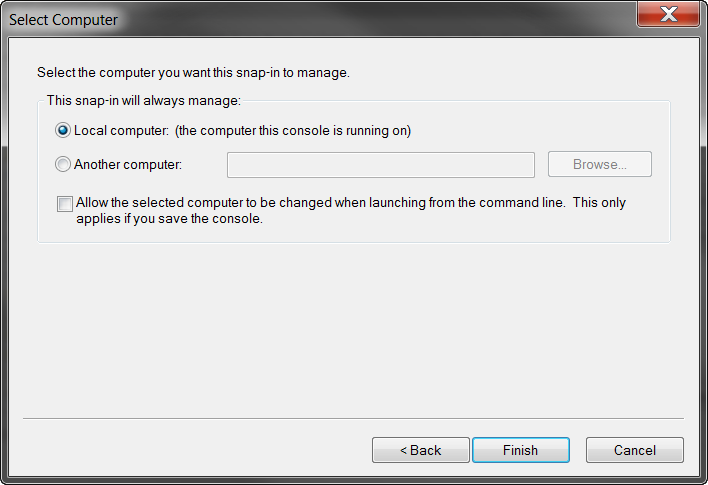 Select Computer
Select the computer you want this snap-in to manage.
This snap-in will always manage:
Local computer:  (the computer this console is running on)
Another computer:
Browse...
Allow the selected computer to be changed when launching from the command line.  This only
applies if you save the console.
< Back
Finish
Cancel